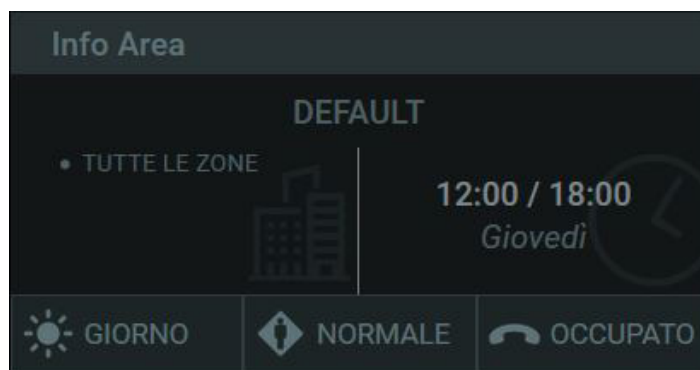 Info Area
DEFAULT
• TUTTE LE ZONE
12:00 / 18:00
Giovedì
GIORNO
NORMALE
OCCUPATO